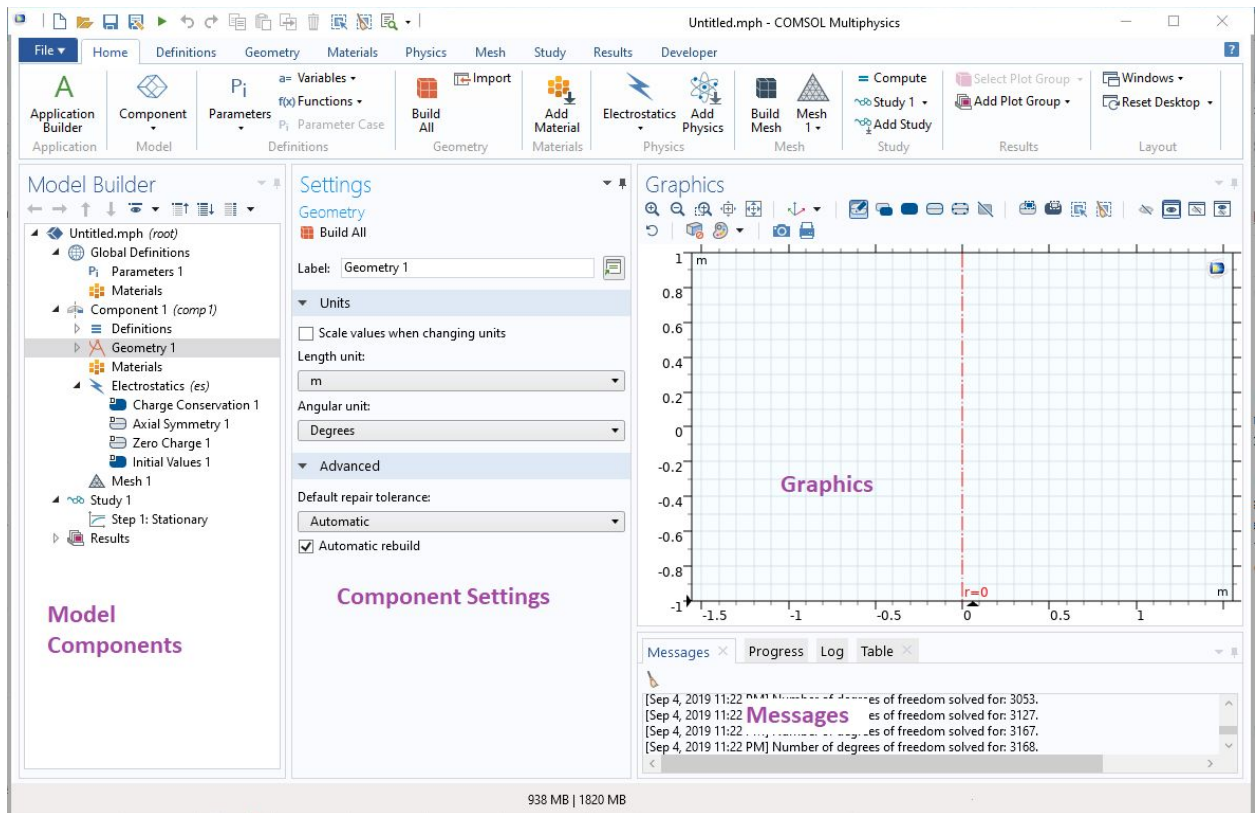 Untitled.mph - COMSOL Multiphysics
File Home Definitions Geometry Materials Physics Mesh Study Results Developer ?
A Application Builder
Component
Pi Parameters
a= Variables
f(x) Functions
Pi Parameter Case
Build All
Import
Add Material
Electrostatics
Add Physics
Build Mesh
Mesh 1
= Compute
Study 1
Add Study
Select Plot Group
Add Plot Group
Windows
Reset Desktop
Application Model Definitions Geometry Materials Physics Mesh Study Results Layout
Model Builder
Untitled.mph (root)
Global Definitions
Pi Parameters 1
Materials
Component 1 (comp1)
Definitions
Geometry 1
Materials
Electrostatics (es)
Charge Conservation 1
Axial Symmetry 1
Zero Charge 1
Initial Values 1
Mesh 1
Study 1
Step 1: Stationary
Results
Model
Components
Settings
Geometry
Build All
Label: Geometry 1
Units
Scale values when changing units
Length unit:
m
Angular unit:
Degrees
Advanced
Default repair tolerance:
Automatic
Automatic rebuild
Component Settings
Graphics
1 m
0.8
0.6
0.4
0.2
0
-0.2
Graphics
-0.4
-0.6
-0.8
r=0 m
-1
-1.5 -1 -0.5 0 0.5 1
Messages Progress Log Table
[Sep 4, 2019 11:22 PM] Number of degrees of freedom solved for: 3053.
[Sep 4, 2019 11:22 es of freedom solved for: 3127.
Messages
[Sep 4, 2019 11:22 es of freedom solved for: 3167.
[Sep 4, 2019 11:22 PM] Number of degrees of freedom solved for: 3168.
938 MB | 1820 MB